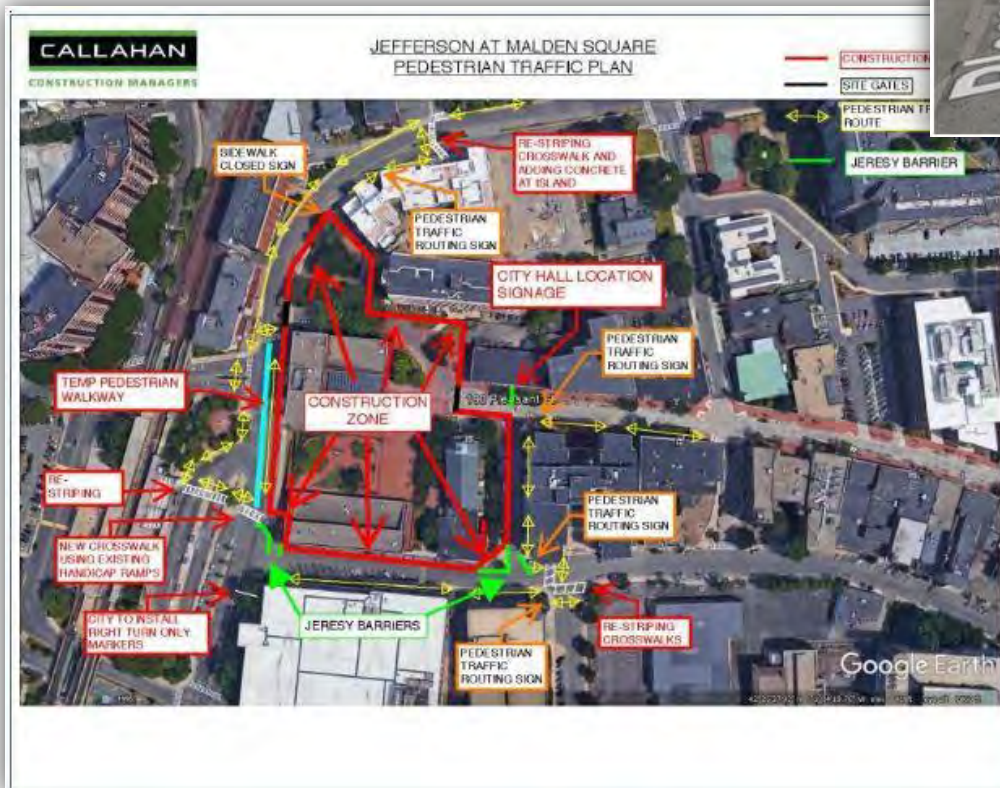 CALLAHAN
CONSTRUCTION MANAGERS
JEFFERSON AT MALDEN SQUARE
PEDESTRIAN TRAFFIC PLAN
CONSTRUCTION
SITE GATES
PEDESTRIAN
ROUTE
JERESY BARRIER
SIDEWALK
CLOSED SIGN
RE-STRIPING
CROSSWALK AND
ADDING CONCRETE
AT ISLAND
PEDESTRIAN
TRAFFIC
ROUTING SIGN
CITY HALL LOCATION
SIGNAGE
PEDESTRIAN
TRAFFIC
ROUTING SIGN
TEMP PEDESTRIAN
WALKWAY
CONSTRUCTION
ZONE
Pleasant
RE-
STRIPING
PEDESTRIAN
TRAFFIC
ROUTING SIGN
NEW CROSSWALK
USING EXISTING
HANDICAP RAMPS
CITY TO INSTALL
RIGHT TURN ONLY
MARKERS
JERESY BARRIERS
RE-STRIPING
CROSSWALKS
PEDESTRIAN
TRAFFIC
ROUTING SIGN
Google Earth